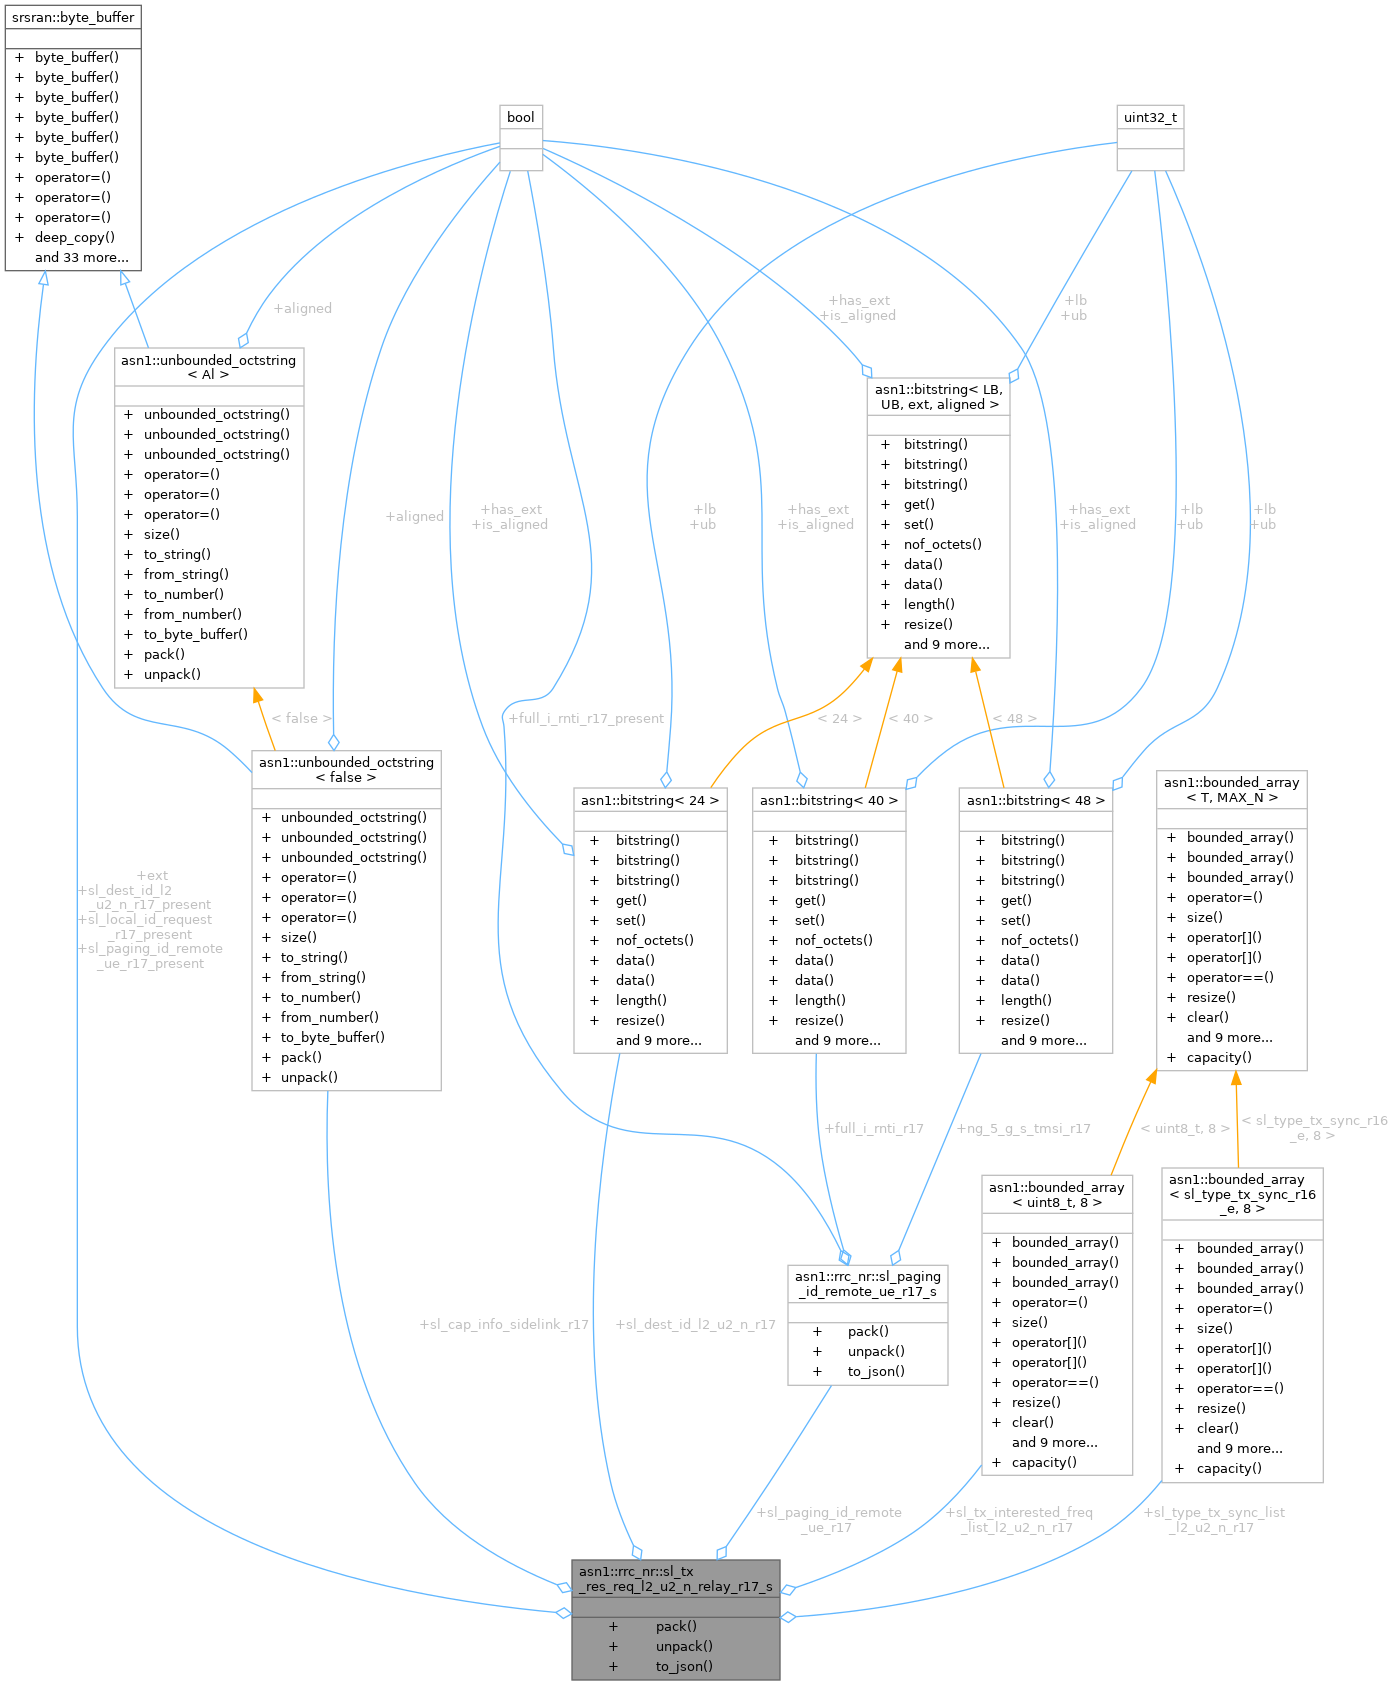 srsran::byte_buffer
+ byte_buffer()
+ byte_buffer()
+ byte_buffer()
+ byte_buffer()
+ byte_buffer()
+ byte_buffer()
+ operator=()
+ operator=()
+ operator=()
+ deep_copy()
and 33 more...
bool
uint32_t
+aligned
+has_ext
+is_aligned
+lb
+ub
asn1::unbounded_octstring
< Al >
+ unbounded_octstring()
+ unbounded_octstring()
+ unbounded_octstring()
+ operator=()
+ operator=()
+ operator=()
+ size()
+ to_string()
+ from_string()
+ to_number()
+ from_number()
+ to_byte_buffer()
+ pack()
+ unpack()
asn1::bitstring< LB,
UB, ext, aligned >
+ bitstring()
+ bitstring()
+ bitstring()
+ get()
+ set()
+ nof_octets()
+ data()
+ data()
+ length()
+ resize()
and 9 more...
+aligned
+has_ext
+is_aligned
+lb
+ub
+has_ext
+is_aligned
+has_ext
+is_aligned
+lb
+ub
+lb
+ub
< false >
+full_i_rnti_r17_present
< 24 >
< 40 >
< 48 >
asn1::unbounded_octstring
< false >
+ unbounded_octstring()
+ unbounded_octstring()
+ unbounded_octstring()
+ operator=()
+ operator=()
+ operator=()
+ size()
+ to_string()
+ from_string()
+ to_number()
+ from_number()
+ to_byte_buffer()
+ pack()
+ unpack()
asn1::bitstring< 24 >
+ bitstring()
+ bitstring()
+ bitstring()
+ get()
+ set()
+ nof_octets()
+ data()
+ data()
+ length()
+ resize()
and 9 more...
asn1::bitstring< 40 >
+ bitstring()
+ bitstring()
+ bitstring()
+ get()
+ set()
+ nof_octets()
+ data()
+ data()
+ length()
+ resize()
and 9 more...
asn1::bitstring< 48 >
+ bitstring()
+ bitstring()
+ bitstring()
+ get()
+ set()
+ nof_octets()
+ data()
+ data()
+ length()
+ resize()
and 9 more...
asn1::bounded_array
< T, MAX_N >
+ bounded_array()
+ bounded_array()
+ bounded_array()
+ operator=()
+ size()
+ operator[]()
+ operator[]()
+ operator==()
+ resize()
+ clear()
and 9 more...
+ capacity()
+ext
+sl_dest_id_l2
_u2_n_r17_present
+sl_local_id_request
_r17_present
+sl_paging_id_remote
_ue_r17_present
+full_i_rnti_r17
+ng_5_g_s_tmsi_r17
< uint8_t, 8 >
< sl_type_tx_sync_r16
_e, 8 >
asn1::rrc_nr::sl_paging
_id_remote_ue_r17_s
+ pack()
+ unpack()
+ to_json()
asn1::bounded_array
< uint8_t, 8 >
+ bounded_array()
+ bounded_array()
+ bounded_array()
+ operator=()
+ size()
+ operator[]()
+ operator[]()
+ operator==()
+ resize()
+ clear()
and 9 more...
+ capacity()
asn1::bounded_array
< sl_type_tx_sync_r16
_e, 8 >
+ bounded_array()
+ bounded_array()
+ bounded_array()
+ operator=()
+ size()
+ operator[]()
+ operator[]()
+ operator==()
+ resize()
+ clear()
and 9 more...
+ capacity()
+sl_cap_info_sidelink_r17
+sl_dest_id_l2_u2_n_r17
+sl_paging_id_remote
_ue_r17
+sl_tx_interested_freq
_list_l2_u2_n_r17
+sl_type_tx_sync_list
_l2_u2_n_r17
asn1::rrc_nr::sl_tx
_res_req_l2_u2_n_relay_r17_s
+ pack()
+ unpack()
+ to_json()